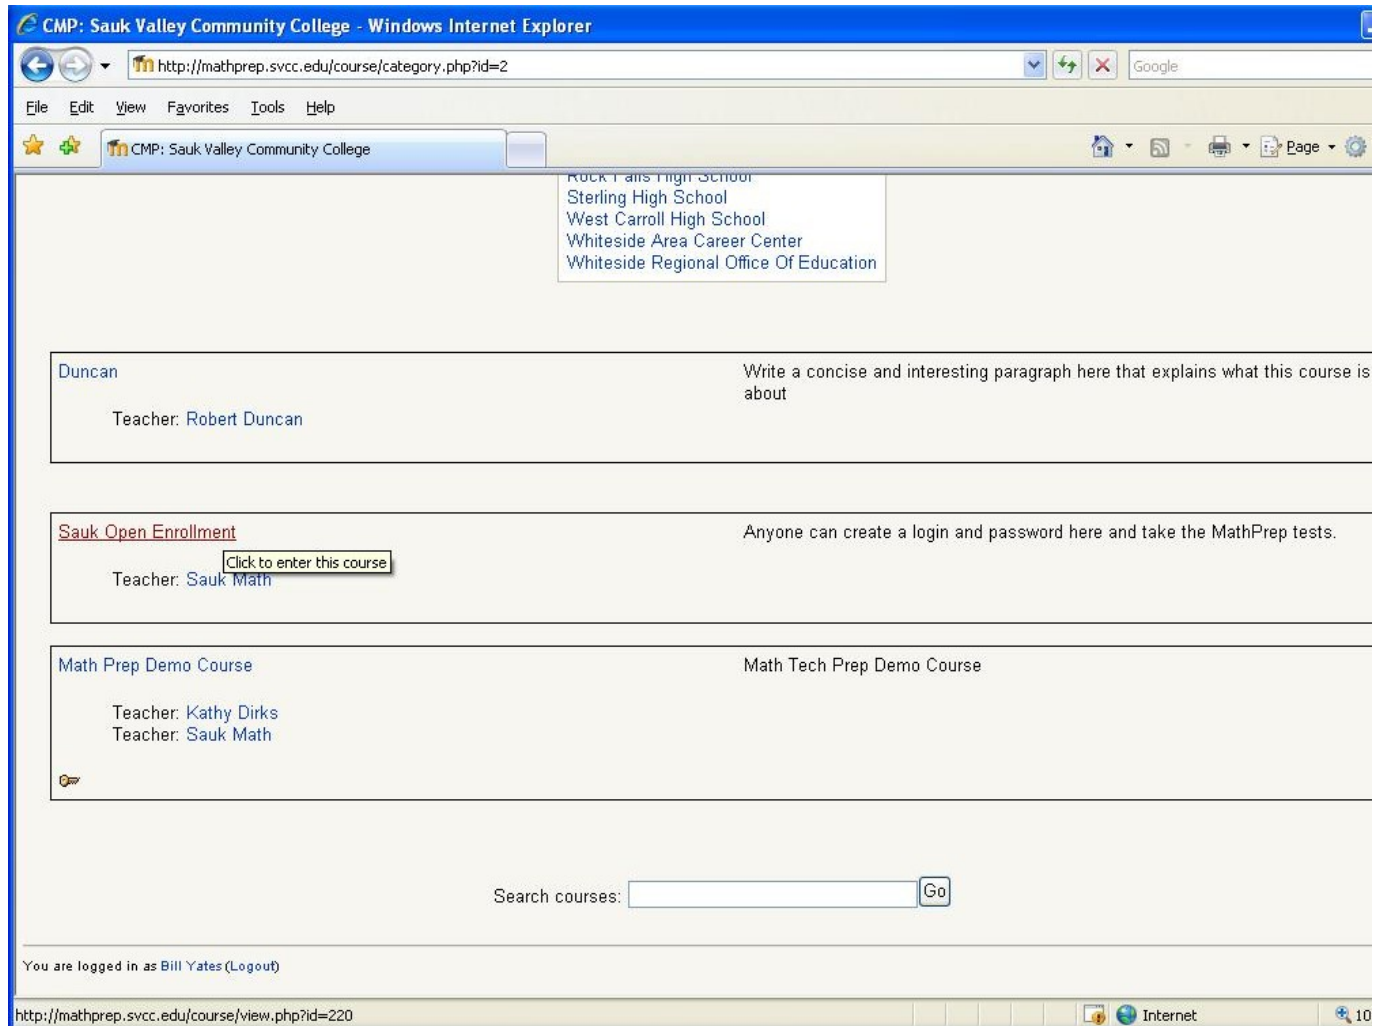 CMP: Sauk Valley Community College - Windows Internet Explorer
http://mathprep.svcc.edu/course/category.php?id=2
Google
File Edit View Favorites Tools Help
CMP: Sauk Valley Community College
Page
Rock Falls High School
Sterling High School
West Carroll High School
Whiteside Area Career Center
Whiteside Regional Office Of Education
Duncan
Write a concise and interesting paragraph here that explains what this course is
about
Teacher: Robert Duncan
Sauk Open Enrollment
Anyone can create a login and password here and take the MathPrep tests.
Click to enter this course
Teacher: Sauk Math
Math Prep Demo Course
Math Tech Prep Demo Course
Teacher: Kathy Dirks
Teacher: Sauk Math
Search courses:
Go
You are logged in as Bill Yates (Logout)
http://mathprep.svcc.edu/course/view.php?id=220
Internet
10